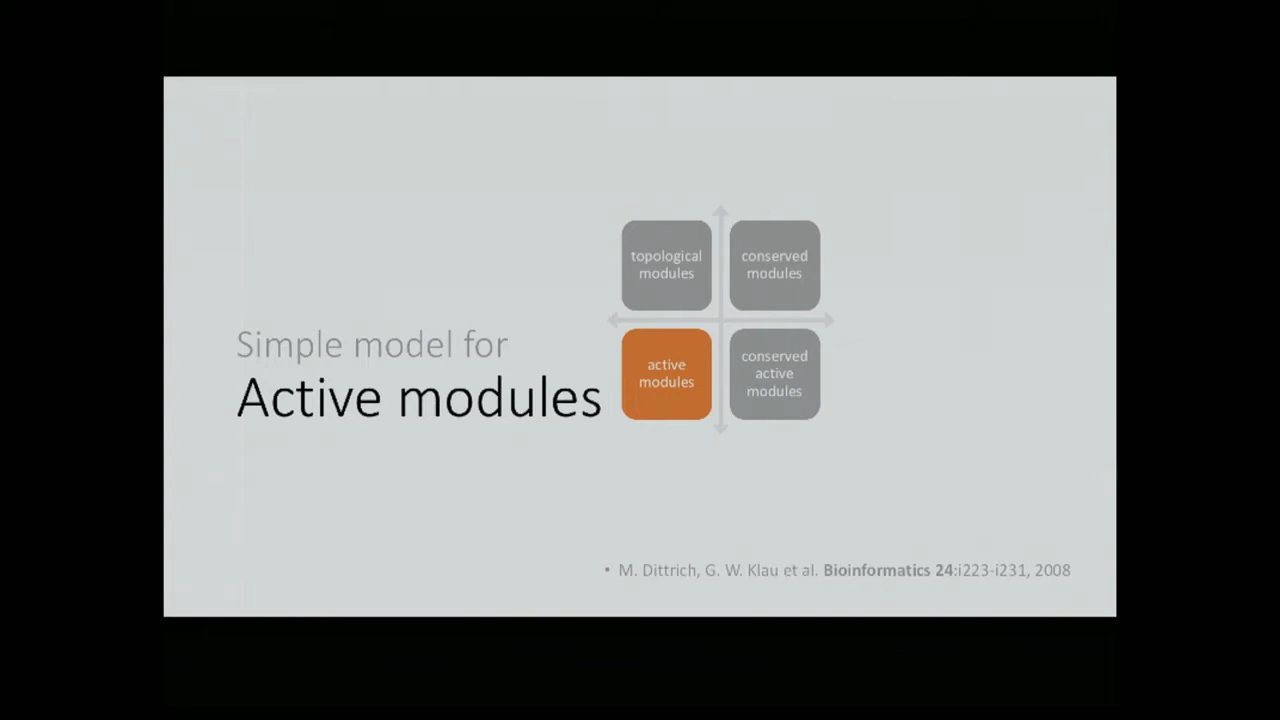 topological
modules
conserved
modules
Simple model for
Active modules
active
modules
conserved
active
modules
• M. Dittrich, G. W. Klau et al. Bioinformatics 24:i223-i231, 2008